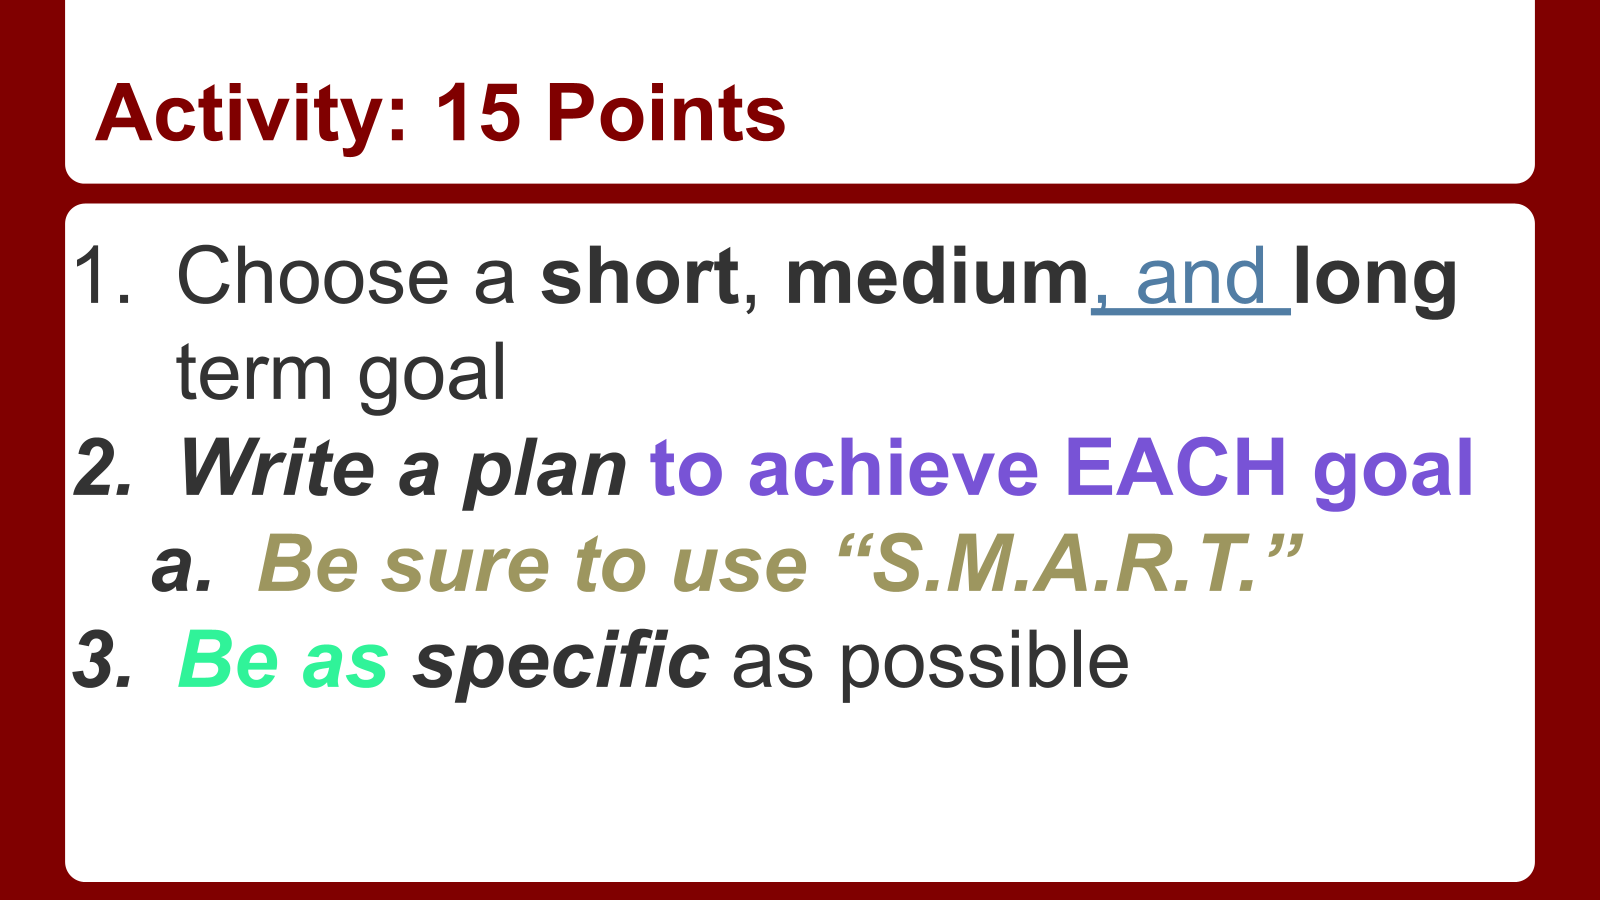 Activity: 15 Points
1. Choose a short, medium, and long
term goal
2. Write a plan to achieve EACH goal
a. Be sure to use “S.M.A.R.T.”
3. Be as specific as possible